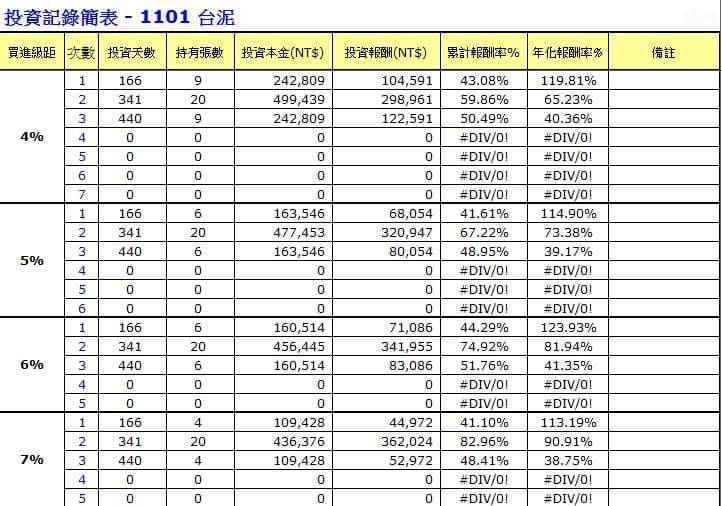 投資記錄簡表 - 1101 台泥
買進級距 次數 投資天數 持有張數 投資本金(NT$) 投資報酬(NT$) 累計報酬率% 年化報酬率% 備註
4%
1 166 9 242,809 104,591 43.08% 119.81%
2 341 20 499,439 298,961 59.86% 65.23%
3 440 9 242,809 122,591 50.49% 40.36%
4 0 0 0 0 #DIV/0! #DIV/0!
5 0 0 0 0 #DIV/0! #DIV/0!
6 0 0 0 0 #DIV/0! #DIV/0!
7 0 0 0 0 #DIV/0! #DIV/0!
5%
1 166 6 163,546 68,054 41.61% 114.90%
2 341 20 477,453 320,947 67.22% 73.38%
3 440 6 163,546 80,054 48.95% 39.17%
4 0 0 0 0 #DIV/0! #DIV/0!
5 0 0 0 0 #DIV/0! #DIV/0!
6 0 0 0 0 #DIV/0! #DIV/0!
6%
1 166 6 160,514 71,086 44.29% 123.93%
2 341 20 456,445 341,955 74.92% 81.94%
3 440 6 160,514 83,086 51.76% 41.35%
4 0 0 0 0 #DIV/0! #DIV/0!
5 0 0 0 0 #DIV/0! #DIV/0!
7%
1 166 4 109,428 44,972 41.10% 113.19%
2 341 20 436,376 362,024 82.96% 90.91%
3 440 4 109,428 52,972 48.41% 38.75%
4 0 0 0 0 #DIV/0! #DIV/0!
5 0 0 0 0 #DIV/0! #DIV/0!